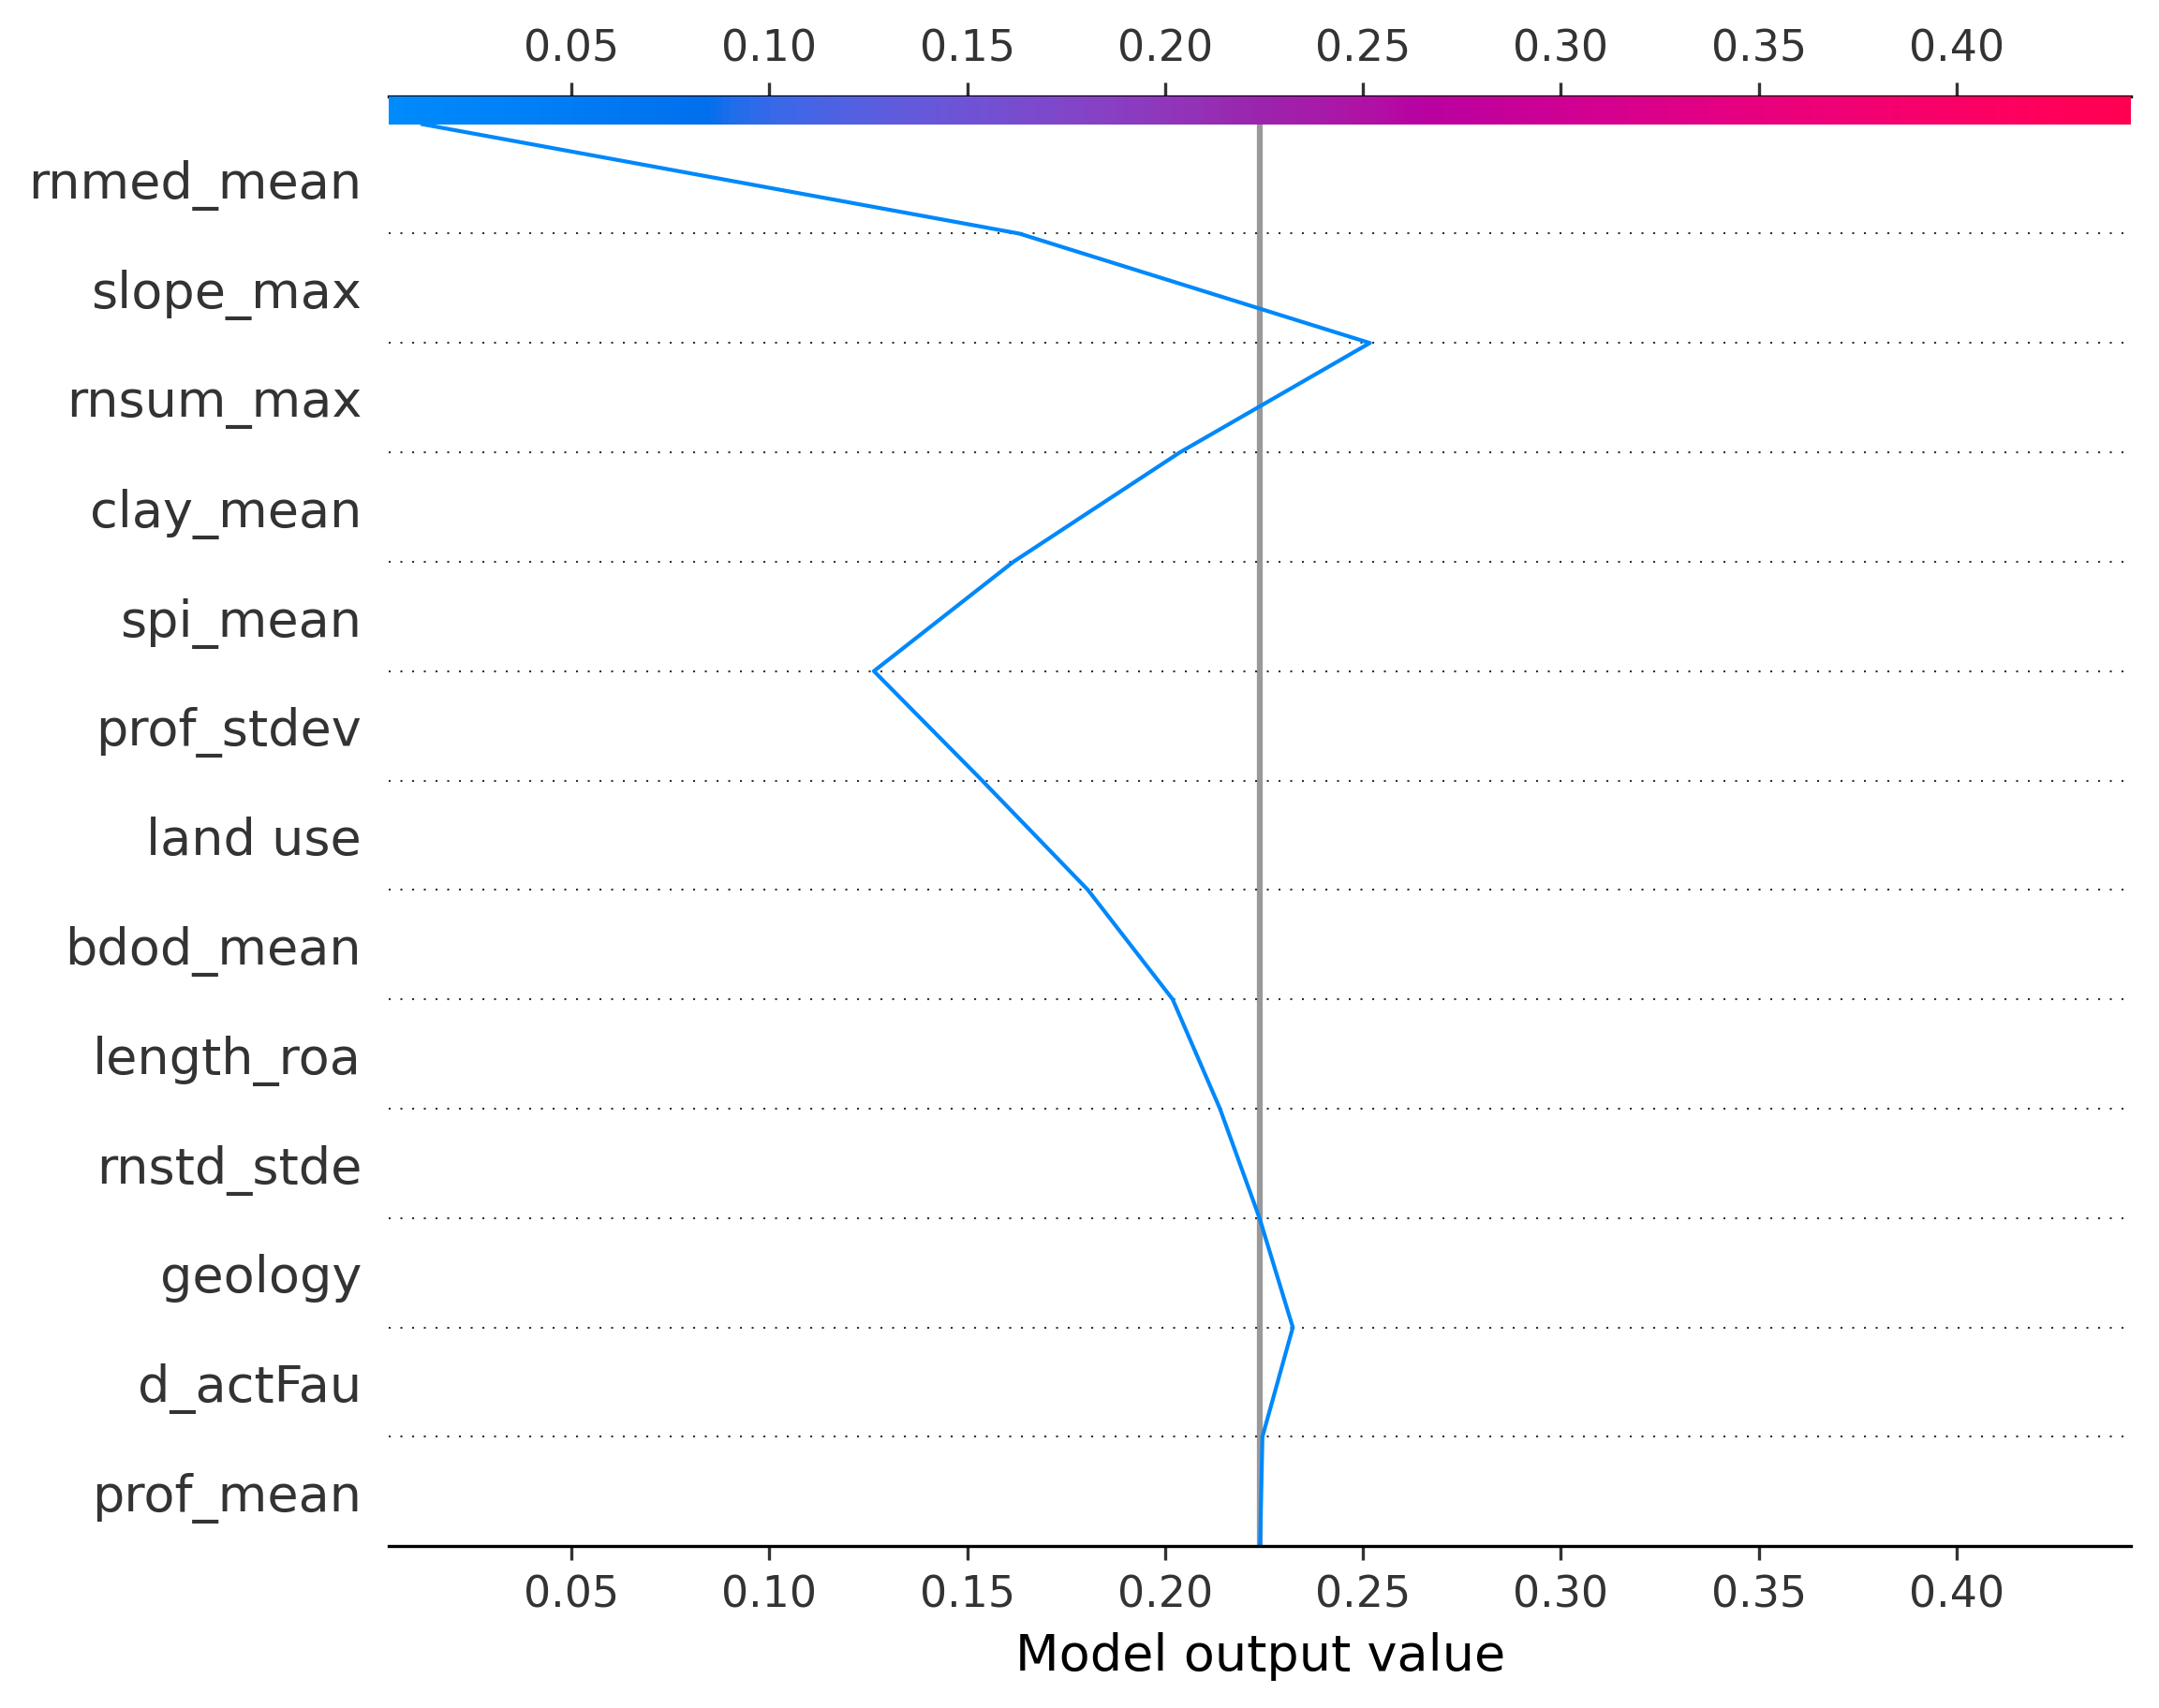 0.05 0.10 0.15 0.20 0.25 0.30 0.35 0.40
rnmed_mean
slope_max
rnsum_max
clay_mean
spi_mean
prof_stdev
land use
bdod_mean
length_roa
rnstd_stde
geology
d_actFau
prof_mean
0.05 0.10 0.15 0.20 0.25 0.30 0.35 0.40
Model output value